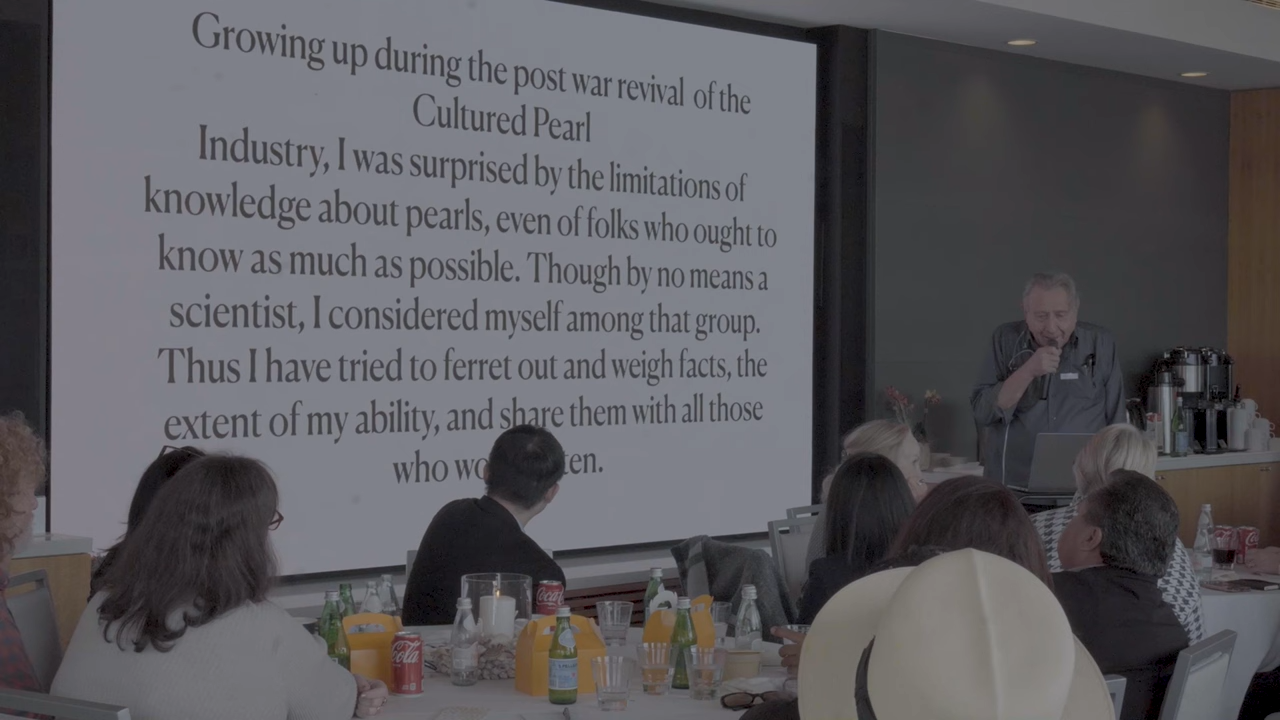 Growing up during the post war revival of the
Cultured Pearl
Industry, I was surprised by the limitations of
knowledge about pearls, even of folks who ought to
know as much as possible. Though by no means a
scientist, I considered myself among that group.
Thus I have tried to ferret out and weigh facts, the
extent of my ability, and share them with all those
who
Coca-Cola